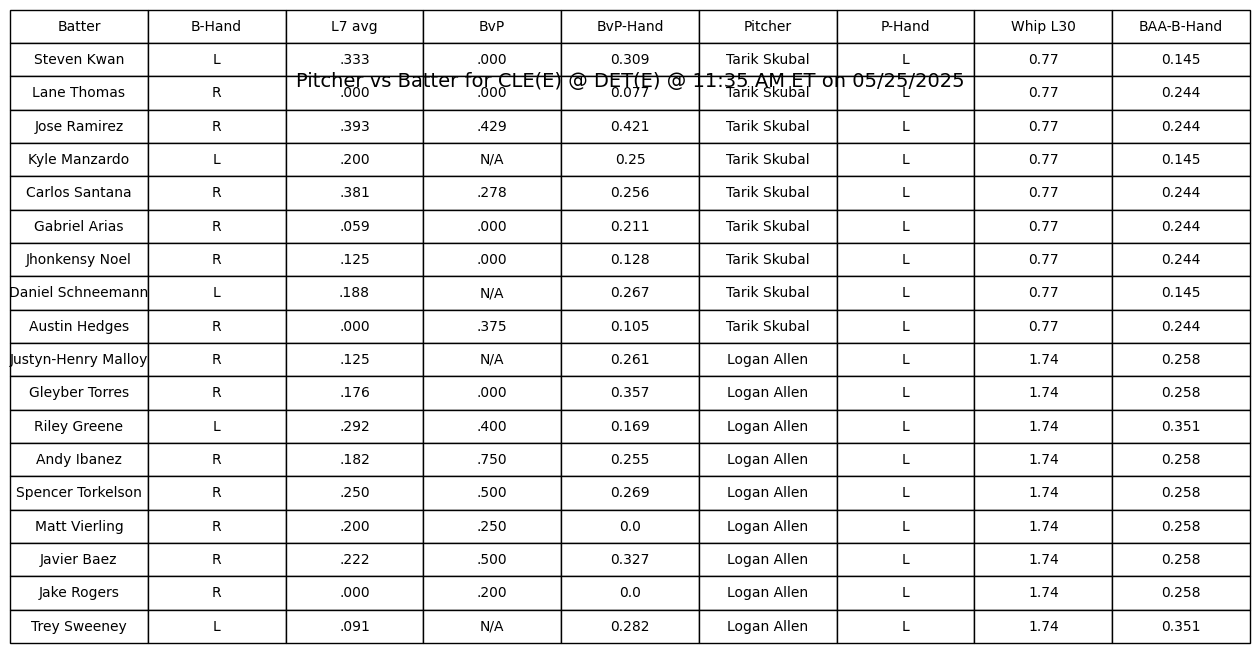 Batter B-Hand L7 avg BvP BvP-Hand Pitcher P-Hand Whip L30 BAA-B-Hand
Steven Kwan L .333 .000 0.309 Tarik Skubal L 0.77 0.145
Pitcher vs Batter for CLE(E) @ DET(E) @ 11:35 AM ET on 05/25/2025
Lane Thomas R .000 .000 0.077 Tarik Skubal L 0.77 0.244
Jose Ramirez R .393 .429 0.421 Tarik Skubal L 0.77 0.244
Kyle Manzardo L .200 N/A 0.25 Tarik Skubal L 0.77 0.145
Carlos Santana R .381 .278 0.256 Tarik Skubal L 0.77 0.244
Gabriel Arias R .059 .000 0.211 Tarik Skubal L 0.77 0.244
Jhonkensy Noel R .125 .000 0.128 Tarik Skubal L 0.77 0.244
Daniel Schneemann L .188 N/A 0.267 Tarik Skubal L 0.77 0.145
Austin Hedges R .000 .375 0.105 Tarik Skubal L 0.77 0.244
Justyn-Henry Malloy R .125 N/A 0.261 Logan Allen L 1.74 0.258
Gleyber Torres R .176 .000 0.357 Logan Allen L 1.74 0.258
Riley Greene L .292 .400 0.169 Logan Allen L 1.74 0.351
Andy Ibanez R .182 .750 0.255 Logan Allen L 1.74 0.258
Spencer Torkelson R .250 .500 0.269 Logan Allen L 1.74 0.258
Matt Vierling R .200 .250 0.0 Logan Allen L 1.74 0.258
Javier Baez R .222 .500 0.327 Logan Allen L 1.74 0.258
Jake Rogers R .000 .200 0.0 Logan Allen L 1.74 0.258
Trey Sweeney L .091 N/A 0.282 Logan Allen L 1.74 0.351